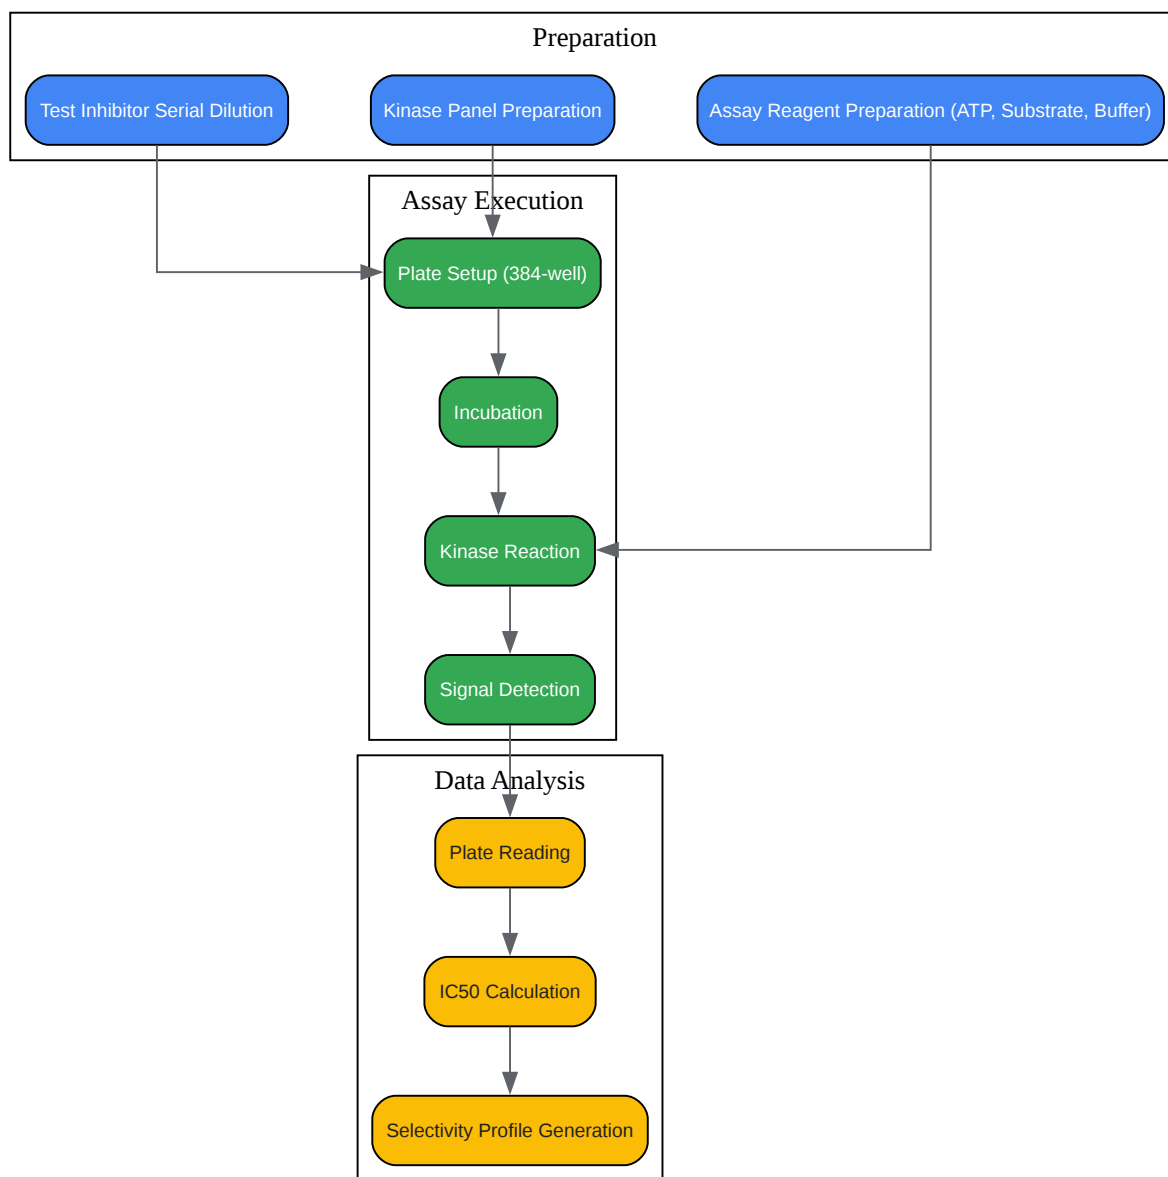 Preparation
Test Inhibitor Serial Dilution
Kinase Panel Preparation
Assay Reagent Preparation (ATP, Substrate, Buffer)
Assay Execution
Plate Setup (384-well)
Incubation
Kinase Reaction
Signal Detection
Data Analysis
Plate Reading
IC50 Calculation
Selectivity Profile Generation